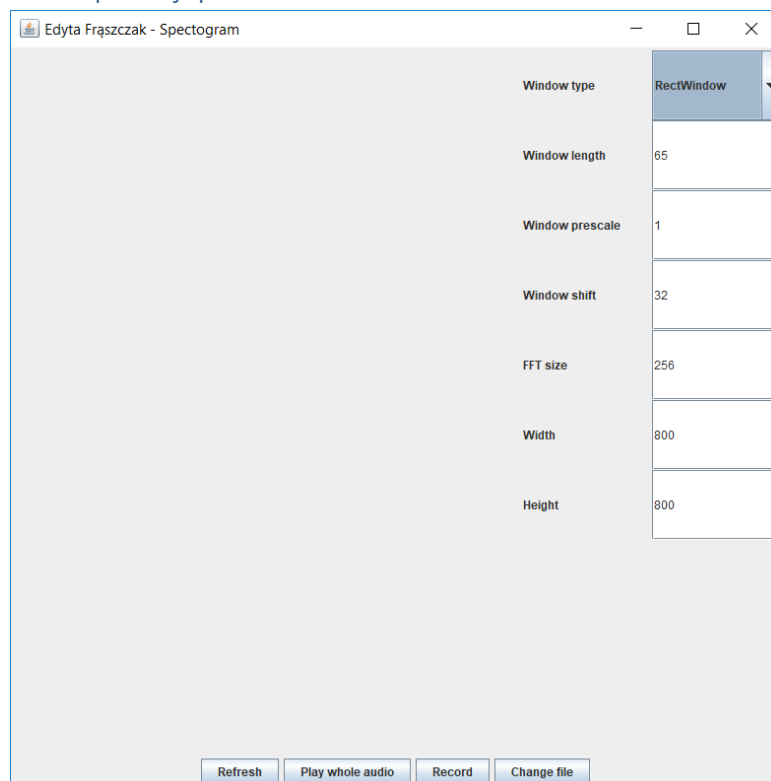 Edyta Frąszczak - Spectogram
Window type RectWindow
Window length 65
Window prescale 1
Window shift 32
FFT size 256
Width 800
Height 800
Refresh Play whole audio Record Change file